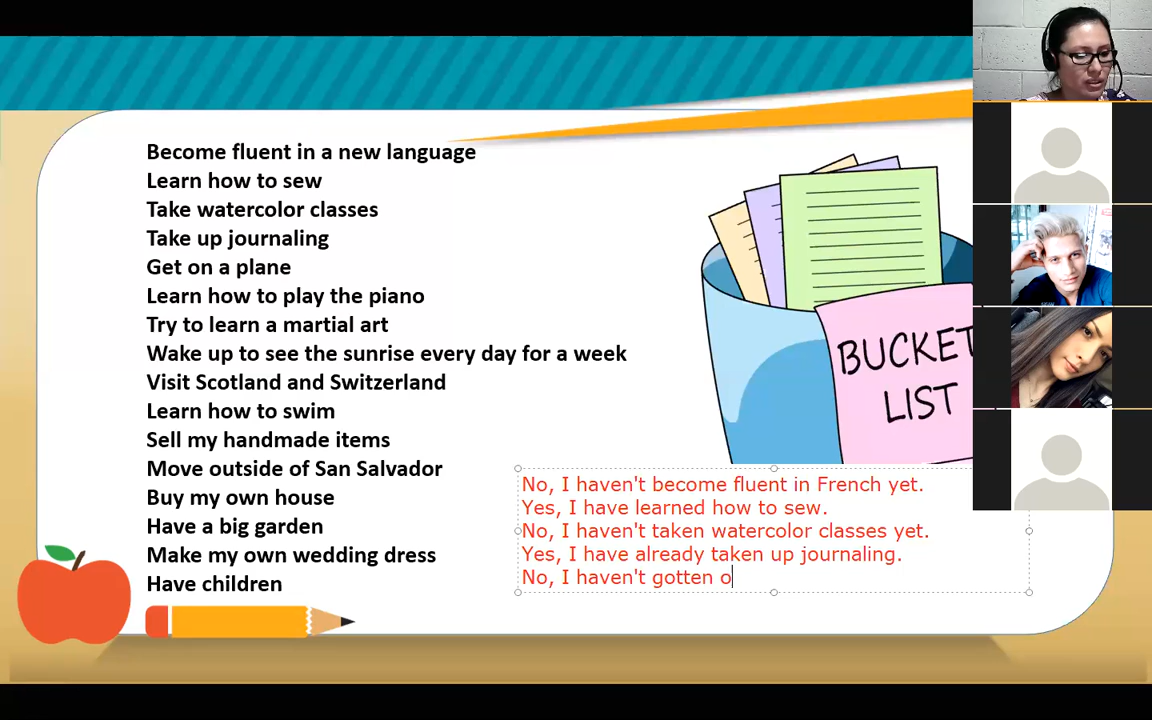 Become fluent in a new language
Learn how to sew
Take watercolor classes
Take up journaling
Get on a plane
Learn how to play the piano
Try to learn a martial art
Wake up to see the sunrise every day for a week
Visit Scotland and Switzerland
Learn how to swim
Sell my handmade items
Move outside of San Salvador
Buy my own house
Have a big garden
Make my own wedding dress
Have children
BUCKET
LIST
No, I haven't become fluent in French yet.
Yes, I have learned how to sew.
No, I haven't taken watercolor classes yet.
Yes, I have already taken up journaling.
No, I haven't gotten o